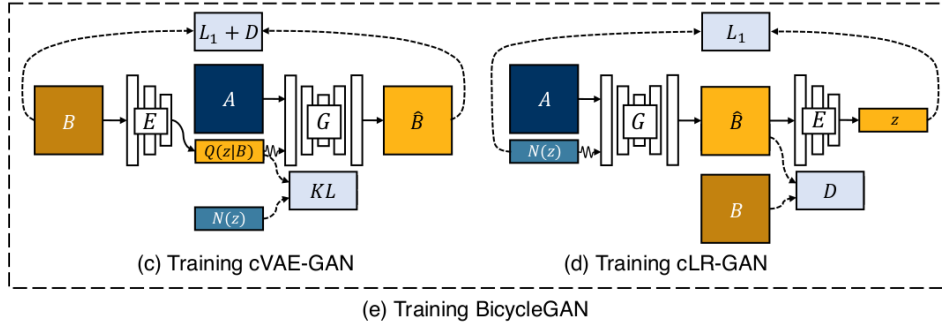 L₁ + D
B
E
A
Q(z|B)
N(z)
G
B̂
KL
(c) Training cVAE-GAN
L₁
A
N(z)
G
B̂
E
z
B
D
(d) Training cLR-GAN
(e) Training BicycleGAN